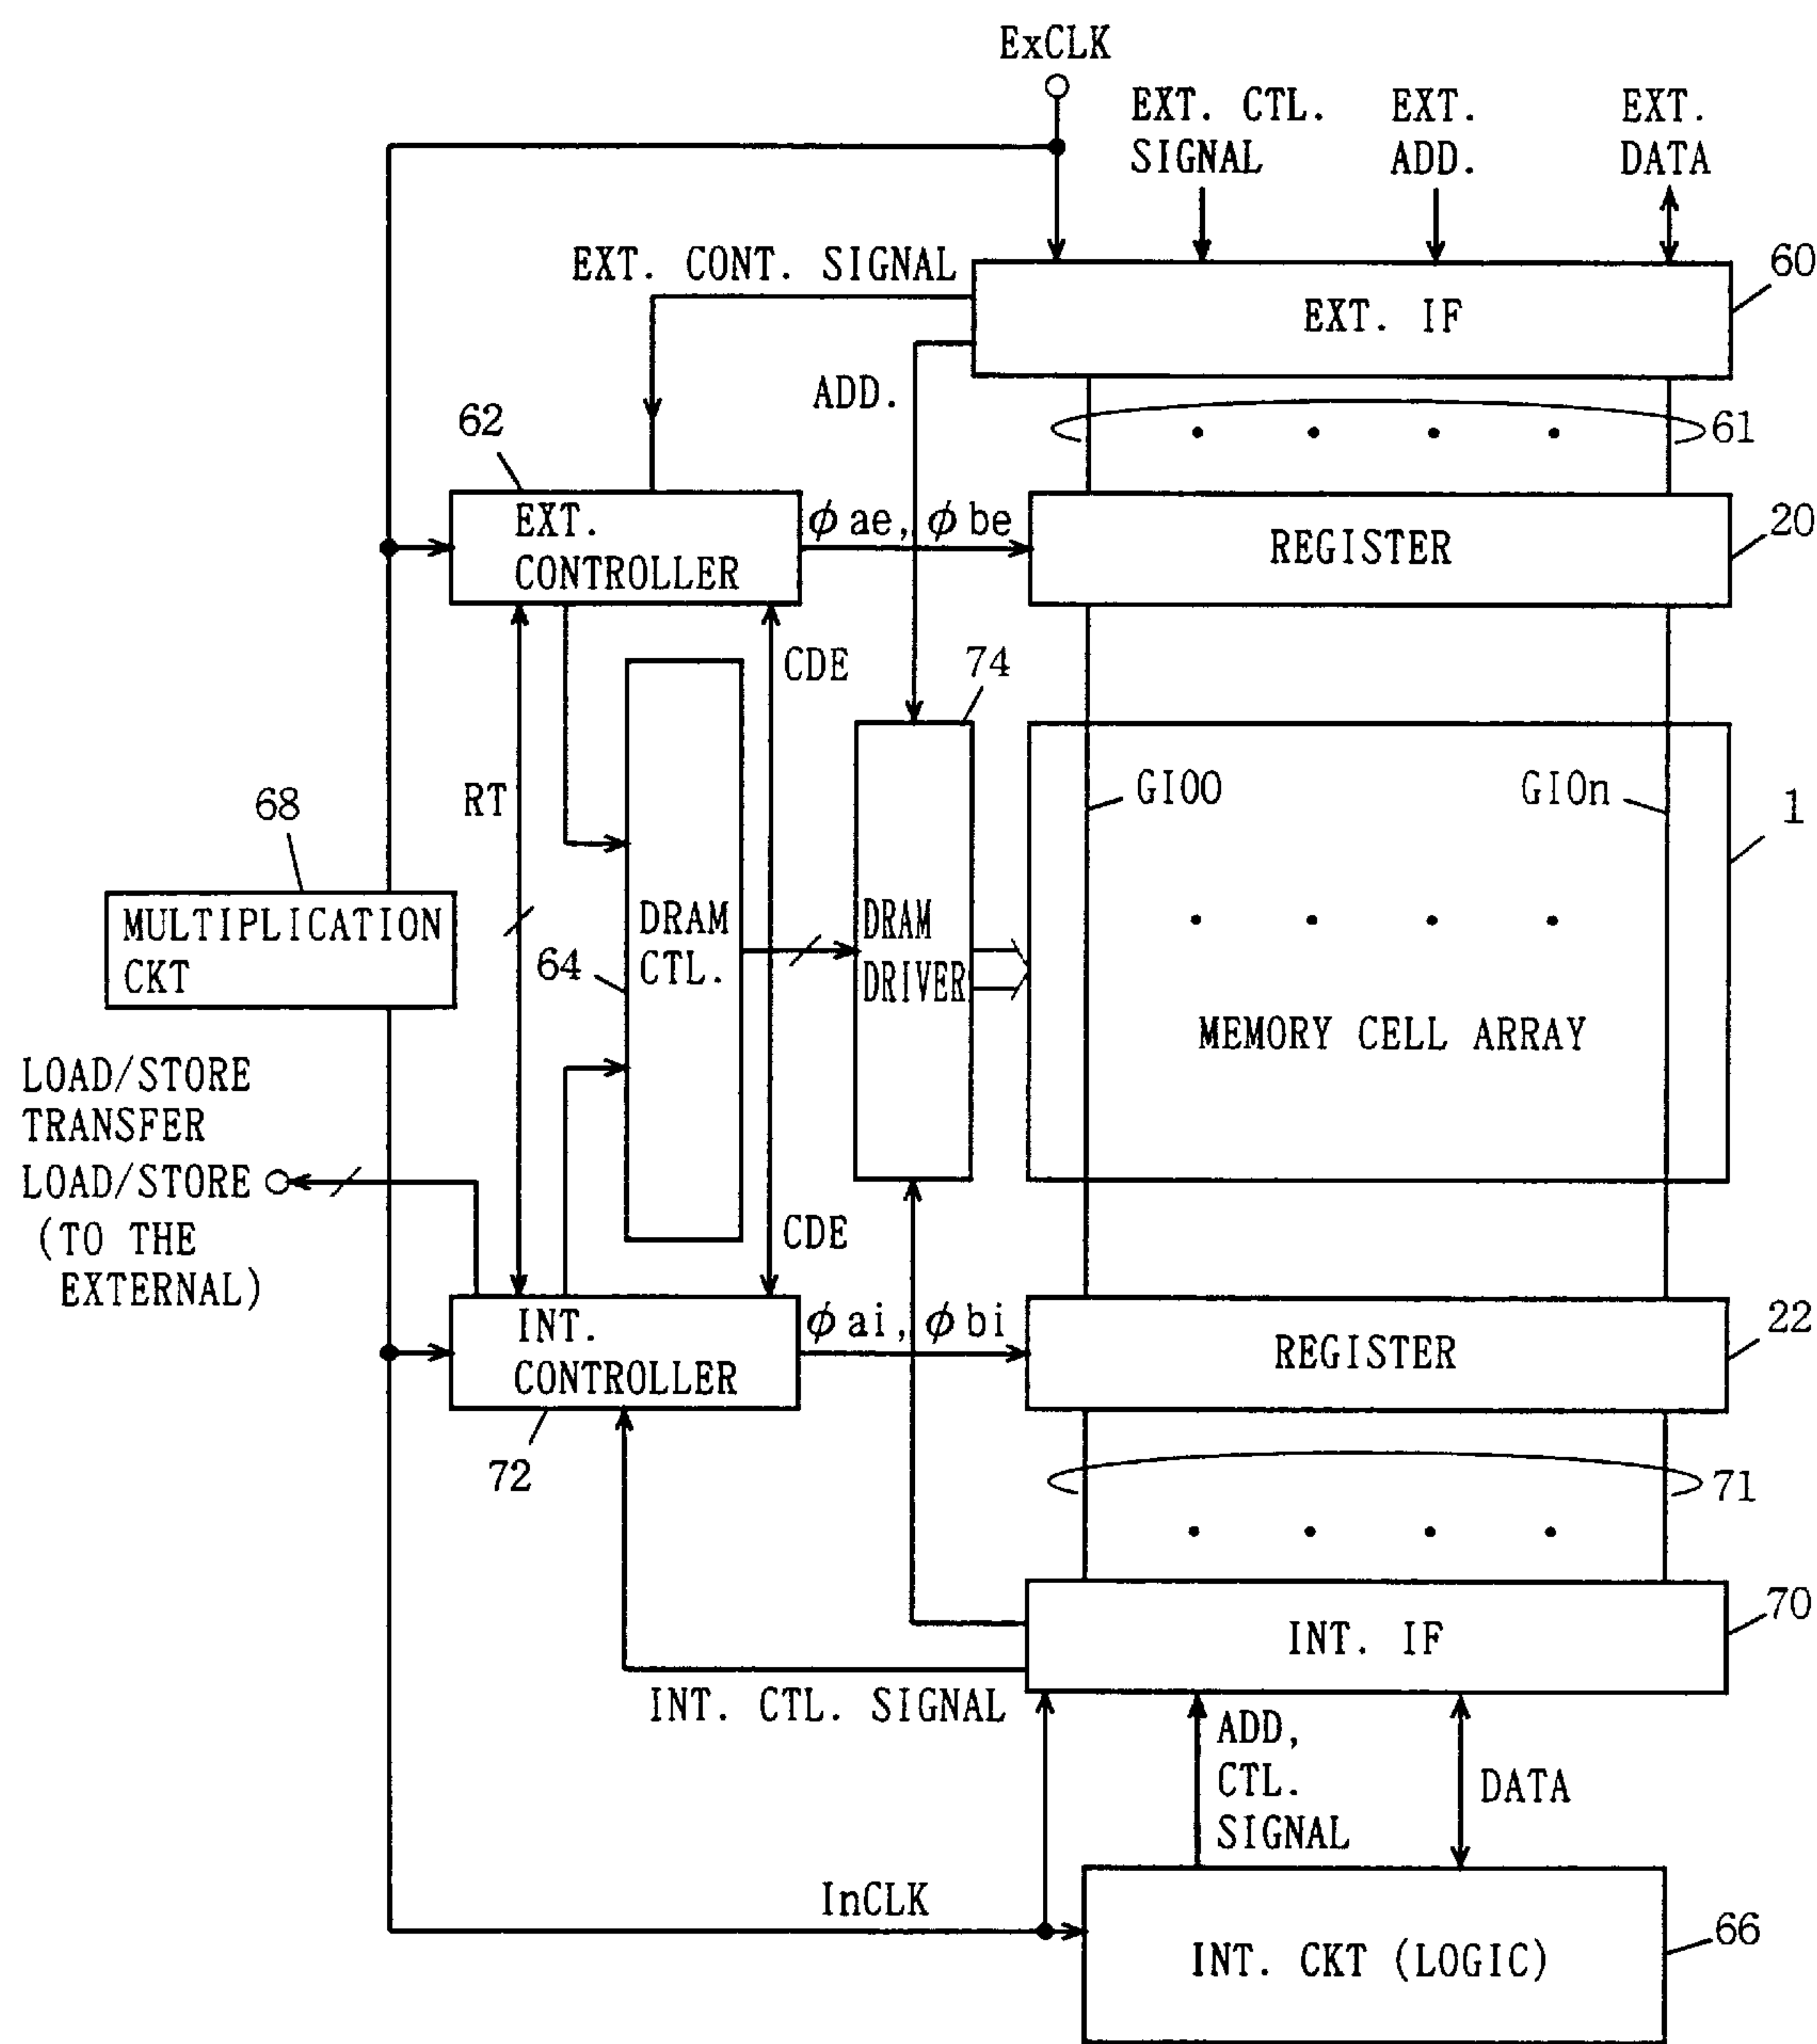 ExCLK
EXT. CTL.
SIGNAL
EXT.
ADD.
EXT.
DATA
EXT. CONT. SIGNAL
60
EXT. IF
ADD.
61
62
EXT.
CONTROLLER
φae, φbe
REGISTER
20
CDE
74
RT
GIO0
GIOn
1
68
MULTIPLICATION
CKT
64
DRAM
CTL.
DRAM
DRIVER
MEMORY CELL ARRAY
LOAD/STORE
TRANSFER
LOAD/STORE
(TO THE
EXTERNAL)
CDE
INT.
CONTROLLER
φai, φbi
REGISTER
22
72
71
70
INT. IF
INT. CTL. SIGNAL
ADD,
CTL.
SIGNAL
DATA
InCLK
INT. CKT (LOGIC)
66